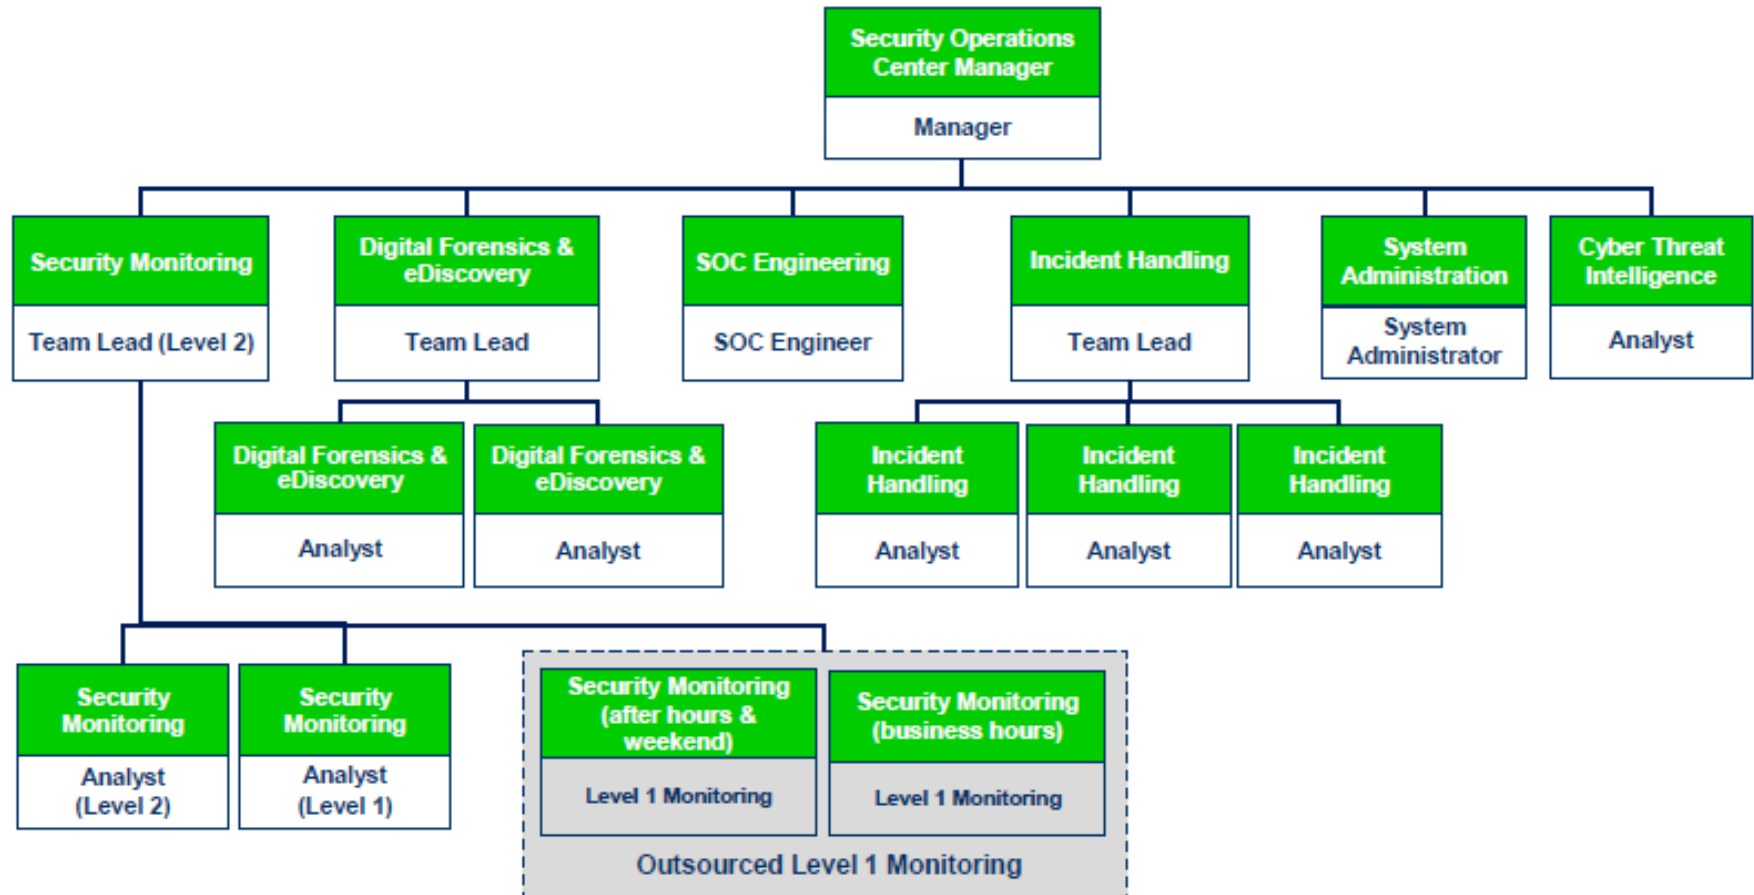 Security Operations
Center Manager
Manager
Security Monitoring
Team Lead (Level 2)
Digital Forensics &
eDiscovery
Team Lead
SOC Engineering
SOC Engineer
Incident Handling
Team Lead
System
Administration
System
Administrator
Cyber Threat
Intelligence
Analyst
Digital Forensics &
eDiscovery
Analyst
Digital Forensics &
eDiscovery
Analyst
Incident
Handling
Analyst
Incident
Handling
Analyst
Incident
Handling
Analyst
Security
Monitoring
Analyst
(Level 2)
Security
Monitoring
Analyst
(Level 1)
Security Monitoring
(after hours &
weekend)
Level 1 Monitoring
Security Monitoring
(business hours)
Level 1 Monitoring
Outsourced Level 1 Monitoring